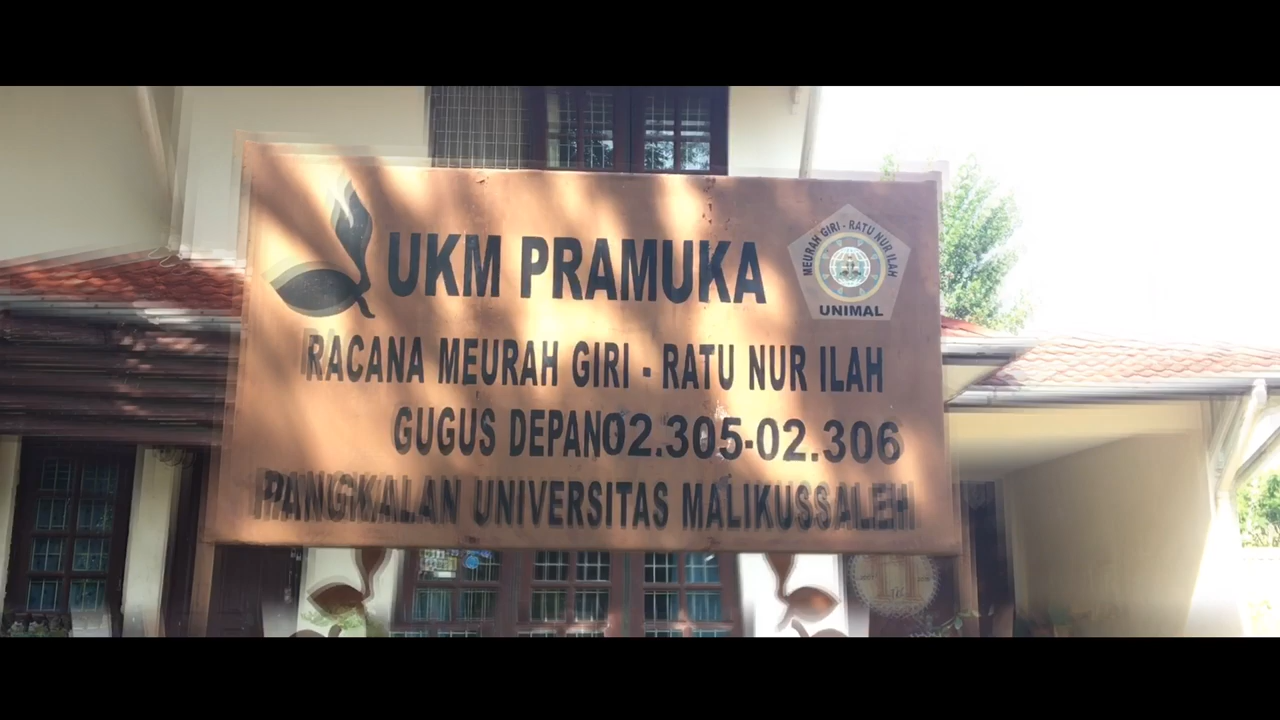 UKM PRAMUKA
MEURAH GIRI - RATU NUR ILAH
UNIMAL
RACANA MEURAH GIRI - RATU NUR ILAH
GUGUS DEPAN 02.305-02.306
PANGKALAN UNIVERSITAS MALIKUSSALEH